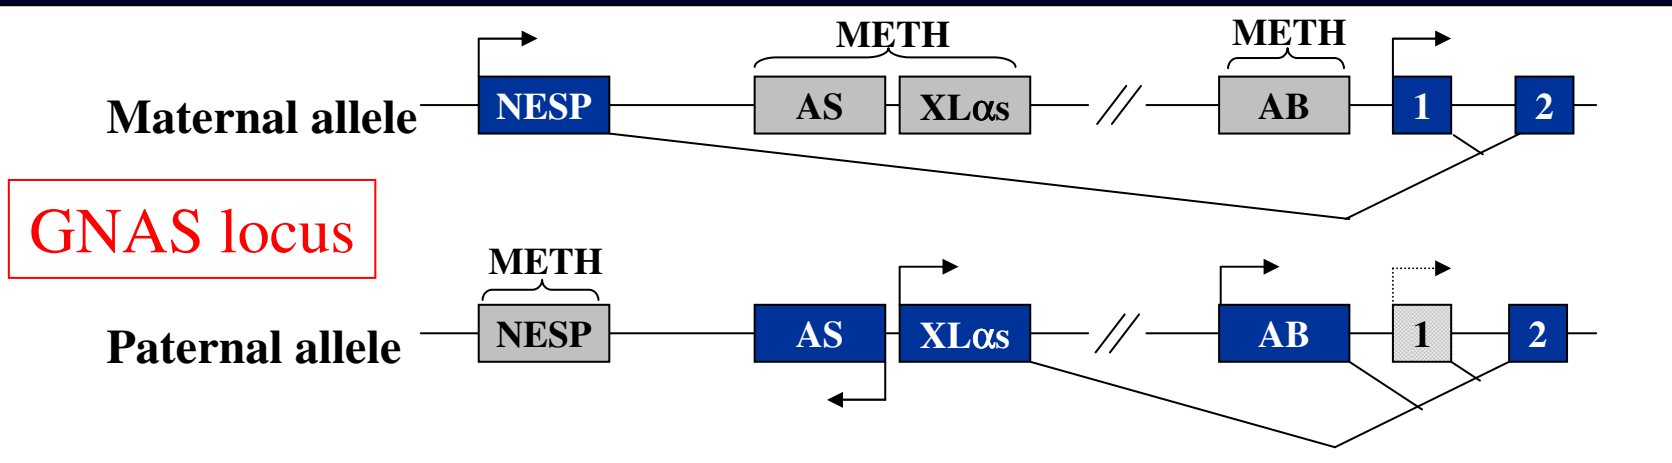 METH METH
Maternal allele NESP AS XLαs AB 1 2
GNAS locus
METH
Paternal allele NESP AS XLαs AB 1 2